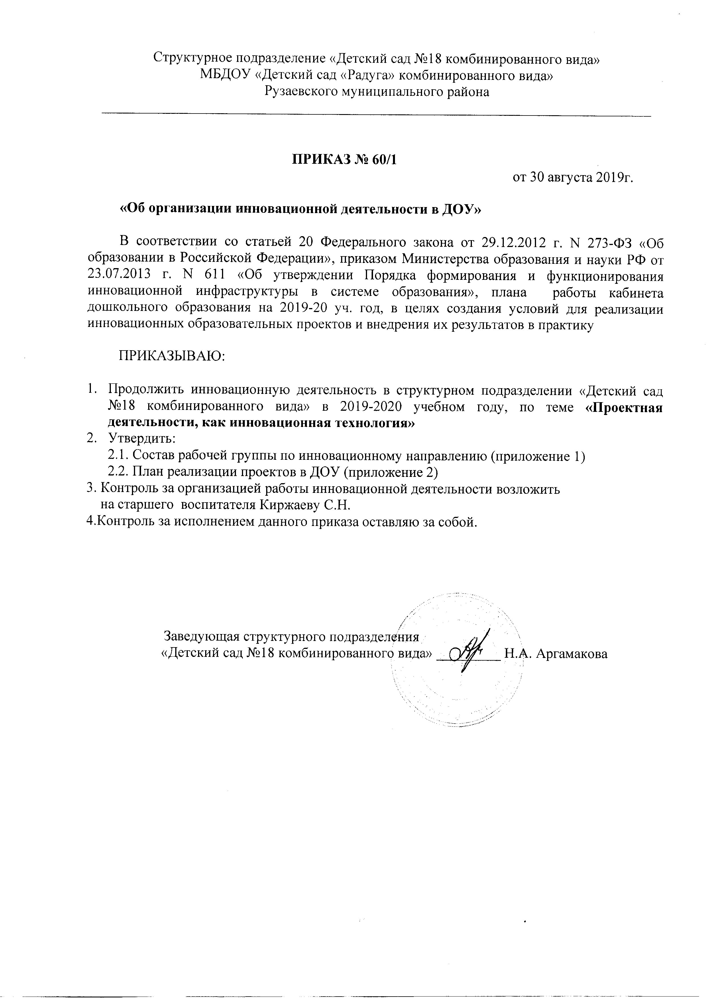 Структурное подразделение «Детский сад №18 комбинированного вида»
МБДОУ «Детский сад «Радуга» комбинированного вида»
Рузаевского муниципального района
ПРИКАЗ № 60/1
от 30 августа 2019г.
«Об организации инновационной деятельности в ДОУ»
В соответствии со статьей 20 Федерального закона от 29.12.2012 г. N 273-ФЗ «Об
образовании в Российской Федерации», приказом Министерства образования и науки РФ от
23.07.2013 г. N 611 «Об утверждении Порядка формирования и функционирования
инновационной инфраструктуры в системе образования», плана работы кабинета
дошкольного образования на 2019-20 уч. год, в целях создания условий для реализации
инновационных образовательных проектов и внедрения их результатов в практику
ПРИКАЗЫВАЮ:
1. Продолжить инновационную деятельность в структурном подразделении «Детский сад
№18 комбинированного вида» в 2019-2020 учебном году, по теме «Проектная
деятельности, как инновационная технология»
2. Утвердить:
2.1. Состав рабочей группы по инновационному направлению (приложение 1)
2.2. План реализации проектов в ДОУ (приложение 2)
3. Контроль за организацией работы инновационной деятельности возложить
на старшего воспитателя Киржаеву С.Н.
4.Контроль за исполнением данного приказа оставляю за собой.
Заведующая структурного подразделения
«Детский сад №18 комбинированного вида» __________ Н.А. Аргамакова